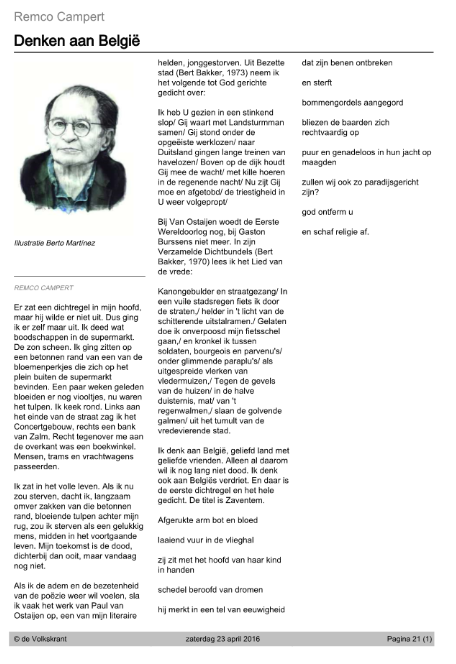 Remco Campert
Denken aan België
Illustratie Berto Martínez
REMCO CAMPERT
Er zat een dichtregel in mijn hoofd,
maar hij wilde er niet uit. Dus ging
ik er zelf maar uit. Ik deed wat
boodschappen in de supermarkt.
De zon scheen. Ik ging zitten op
een betonnen rand van een van de
bloemenperkjes die zich op het
plein buiten de supermarkt
bevinden. Een paar weken geleden
bloeiden er nog viooltjes, nu waren
het tulpen. Ik keek rond. Links aan
het einde van de straat zag ik het
Concertgebouw, rechts een bank
van Zalm. Recht tegenover me aan
de overkant was een boekwinkel.
Mensen, trams en vrachtwagens
passeerden.
Ik zat in het volle leven. Als ik nu
zou sterven, dacht ik, langzaam
omver zakken van die betonnen
rand, bloeiende tulpen achter mijn
rug, zou ik sterven als een gelukkig
mens, midden in het voortgaande
leven. Mijn toekomst is de dood,
dichterbij dan ooit, maar vandaag
nog niet.
Als ik de adem en de bezetenheid
van de poëzie weer wil voelen, sla
ik vaak het werk van Paul van
Ostaijen op, een van mijn literaire
helden, jonggestorven. Uit Bezette
stad (Bert Bakker, 1973) neem ik
het volgende tot God gerichte
gedicht over:
Ik heb U gezien in een stinkend
slop/ Gij waart met Landsturmman
samen/ Gij stond onder de
opgeëiste werklozen/ naar
Duitsland gingen lange treinen van
havelozen/ Boven op de dijk houdt
Gij mee de wacht/ met kille hoeren
in de regenende nacht/ Nu zijt Gij
moe en afgetobd/ de triestigheid in
U weer volgepropt/
Bij Van Ostaijen woedt de Eerste
Wereldoorlog nog, bij Gaston
Burssens niet meer. In zijn
Verzamelde Dichtbundels (Bert
Bakker, 1970) lees ik het Lied van
de vrede:
Kanongebulder en straatgezang/ In
een vuile stadsregen fiets ik door
de straten,/ helder in 't licht van de
schitterende uitstalramen./ Gelaten
doe ik overpoosd mijn fietsschel
gaan,/ en kronkel ik tussen
soldaten, bourgeois en parvenu's/
onder glimmende paraplu's/ als
uitgespreide vlerken van
vledermuizen,/ Tegen de gevels
van de huizen/ in de halve
duisternis, mat/ van 't
regenwalmen,/ slaan de golvende
galmen/ uit het tumult van de
vredevierende stad.
Ik denk aan België, geliefd land met
geliefde vrienden. Alleen al daarom
wil ik nog lang niet dood. Ik denk
ook aan Belgiës verdriet. En daar is
de eerste dichtregel en het hele
gedicht. De titel is Zaventem.
Afgerukte arm bot en bloed
laaiend vuur in de vlieghal
zij zit met het hoofd van haar kind
in handen
schedel beroofd van dromen
hij merkt in een tel van eeuwigheid
dat zijn benen ontbreken
en sterft
bommengordels aangegord
bliezen de baarden zich
rechtvaardig op
puur en genadeloos in hun jacht op
maagden
zullen wij ook zo paradijsgericht
zijn?
god ontferm u
en schaf religie af.
© de Volkskrant
zaterdag 23 april 2016
Pagina 21 (1)